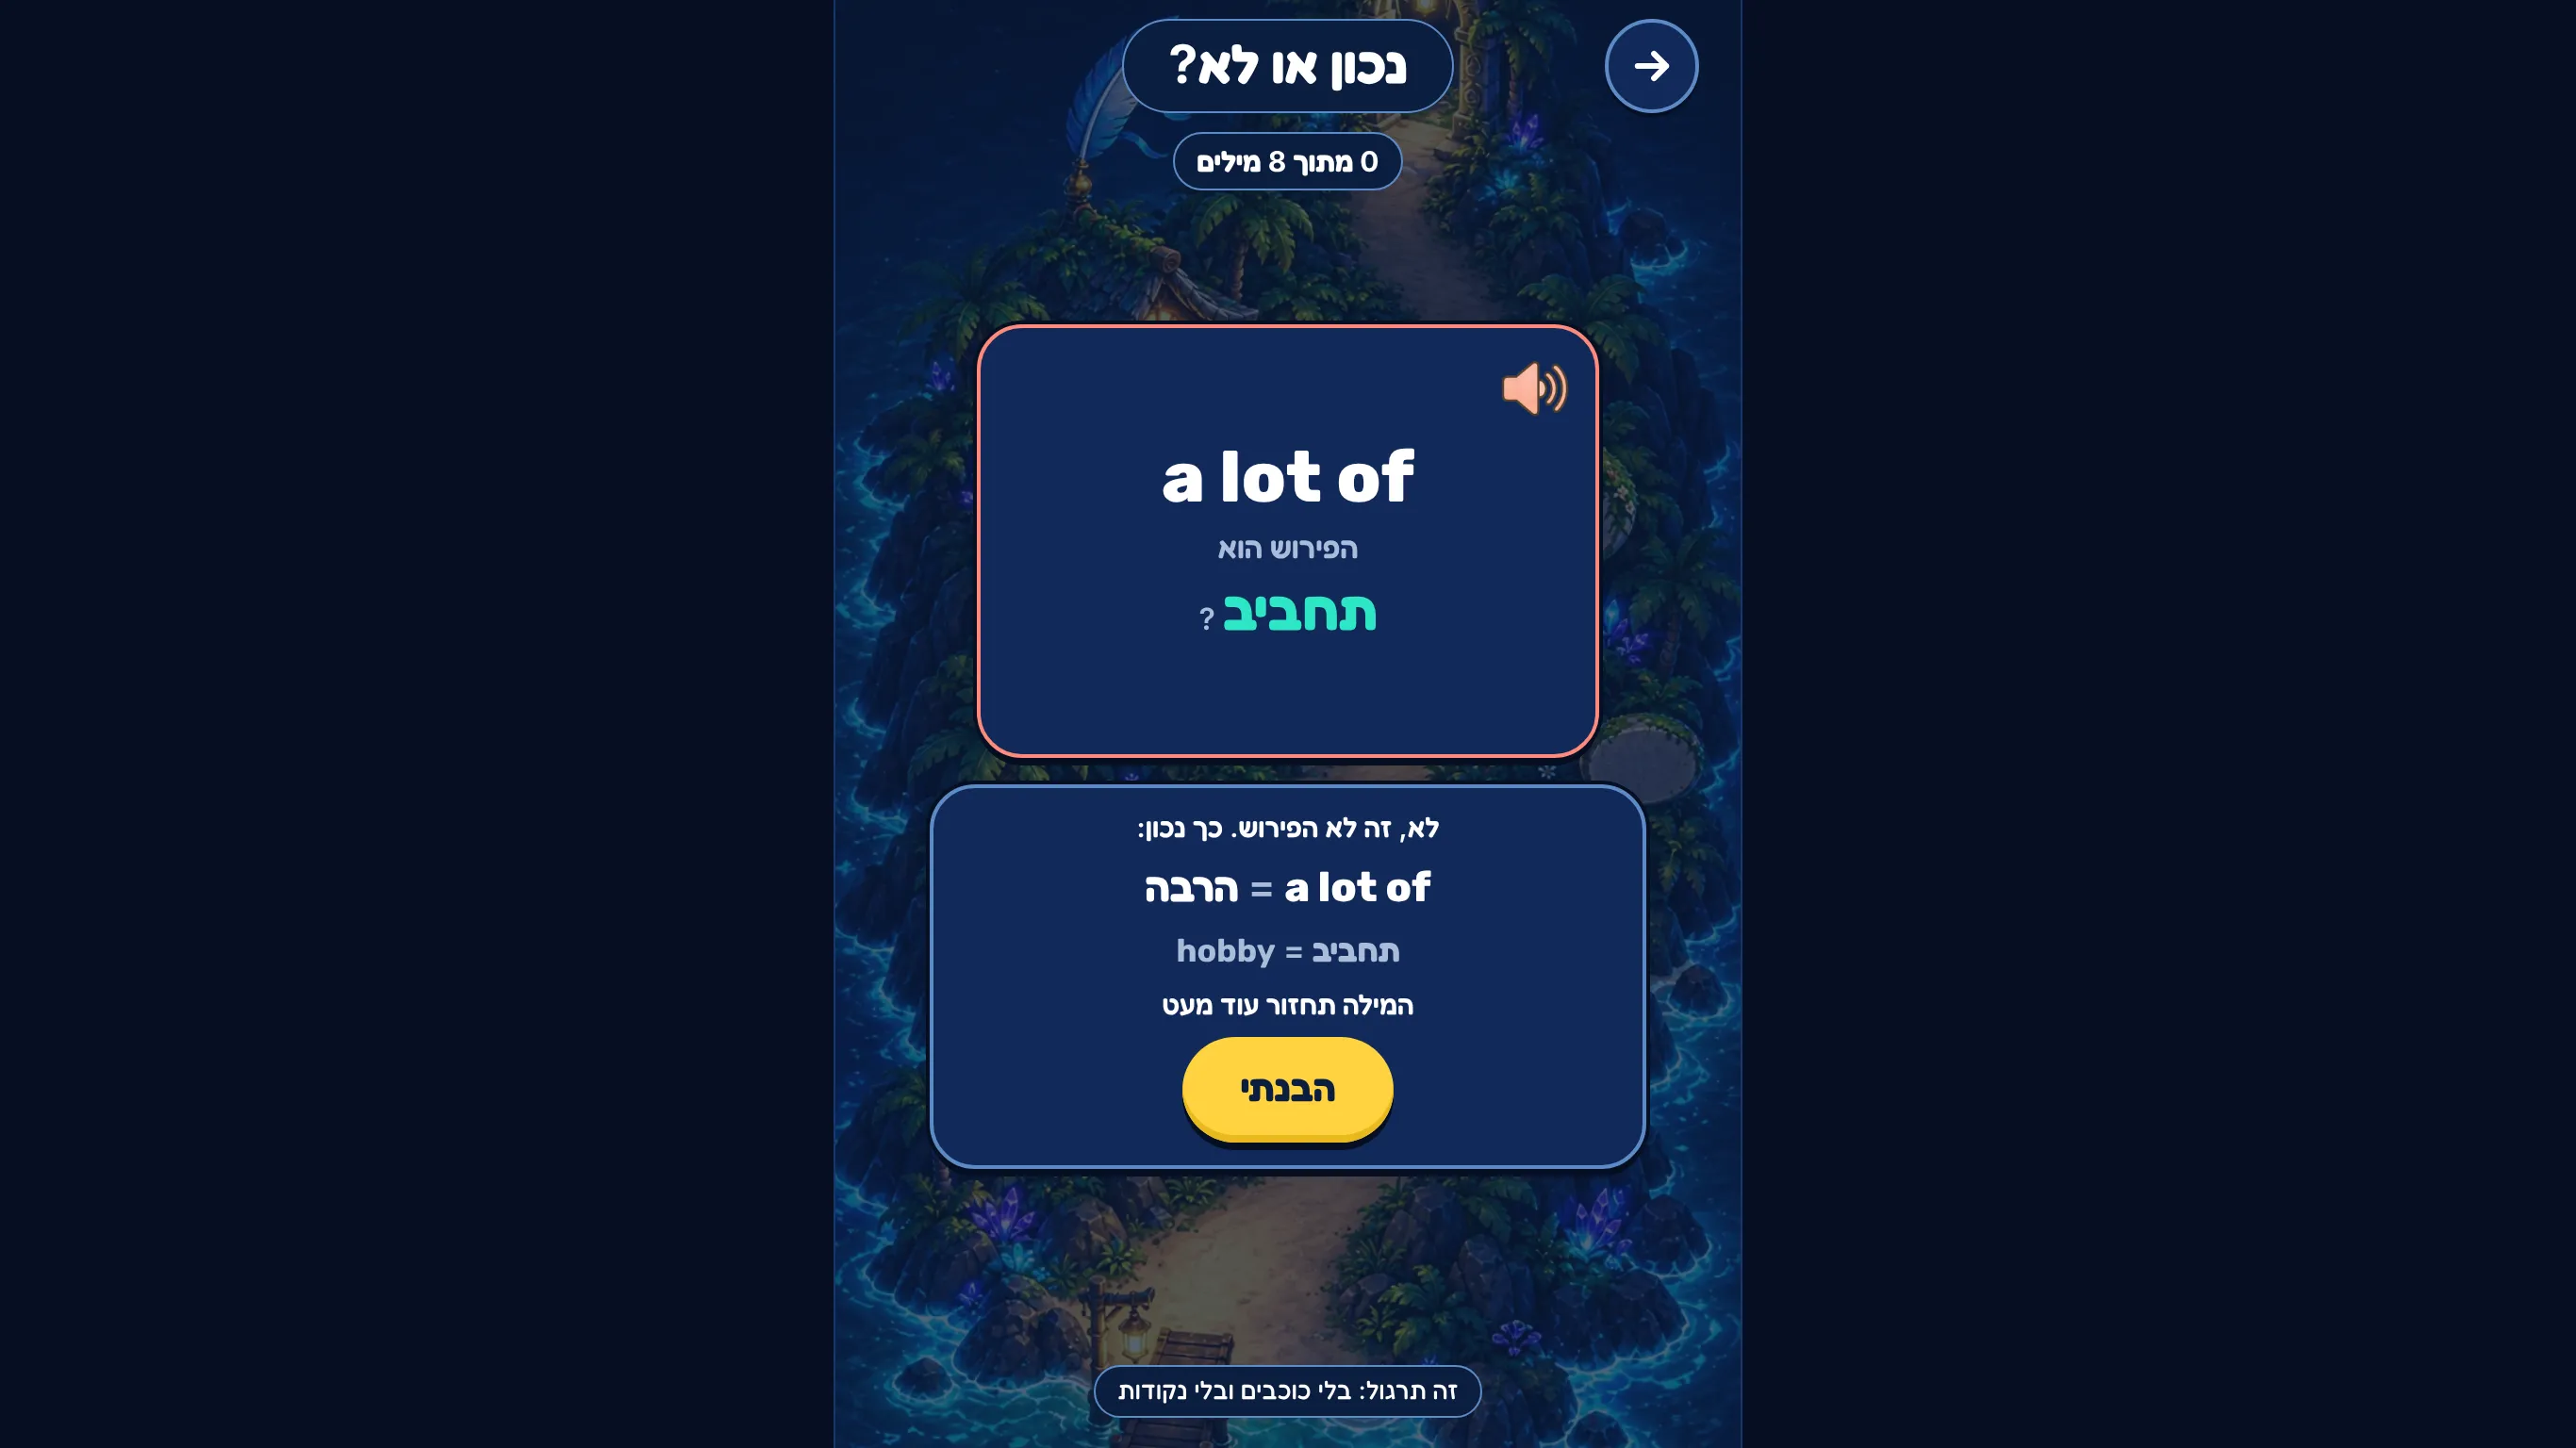 נכון או לא?
0 מתוך 8 מילים
a lot of
הפירוש הוא
תחביב ?
לא, זה לא הפירוש. כך נכון:
a lot of = הרבה
תחביב = hobby
המילה תחזור עוד מעט
הבנתי
זה תרגול: בלי כוכבים ובלי נקודות